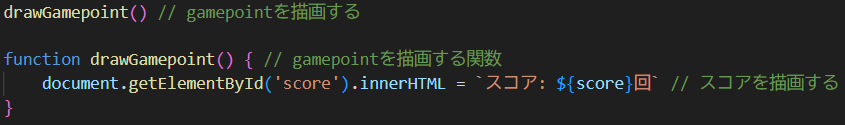 drawGamepoint() // gamepointを描画する
function drawGamepoint() { // gamepointを描画する関数
    document.getElementById('score').innerHTML = `スコア: ${score}回` // スコアを描画する
}